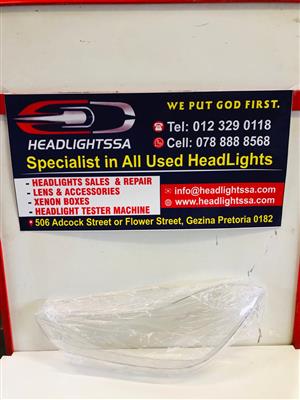 WE PUT GOD FIRST.
HEADLIGHTSSA
Tel: 012 329 0118
Cell: 078 888 8568
Specialist in All Used HeadLights
- HEADLIGHTS SALES & REPAIR
- LENS & ACCESSORIES
- XENON BOXES
- HEADLIGHT TESTER MACHINE
info@headlightssa.com
www.headlightssa.com
506 Adcock Street or Flower Street, Gezina Pretoria 0182